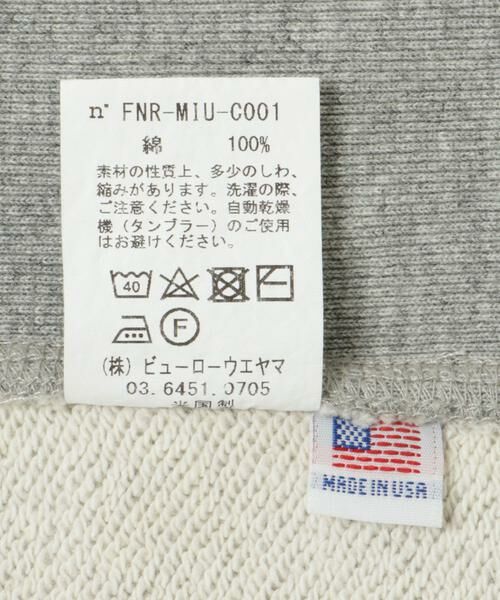 n° FNR-MIU-C001
綿 100%
素材の性質上、多少のしわ、
縮みがあります。洗濯の際、
ご注意ください。自動乾燥
機（タンブラー）のご使用
はお避けください。
40
F
（株）ビューローウエヤマ
03.6451.0705
米国製
MADE IN USA